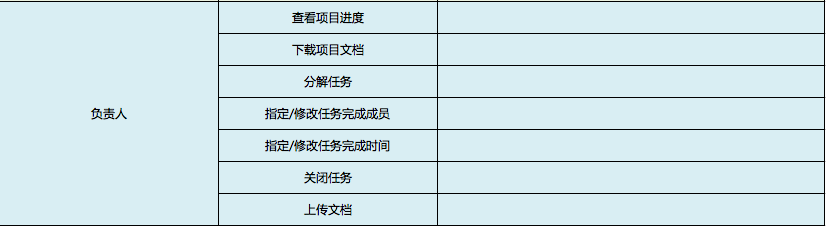 查看项目进度
下载项目文档
分解任务
负责人
指定/修改任务完成成员
指定/修改任务完成时间
关闭任务
上传文档